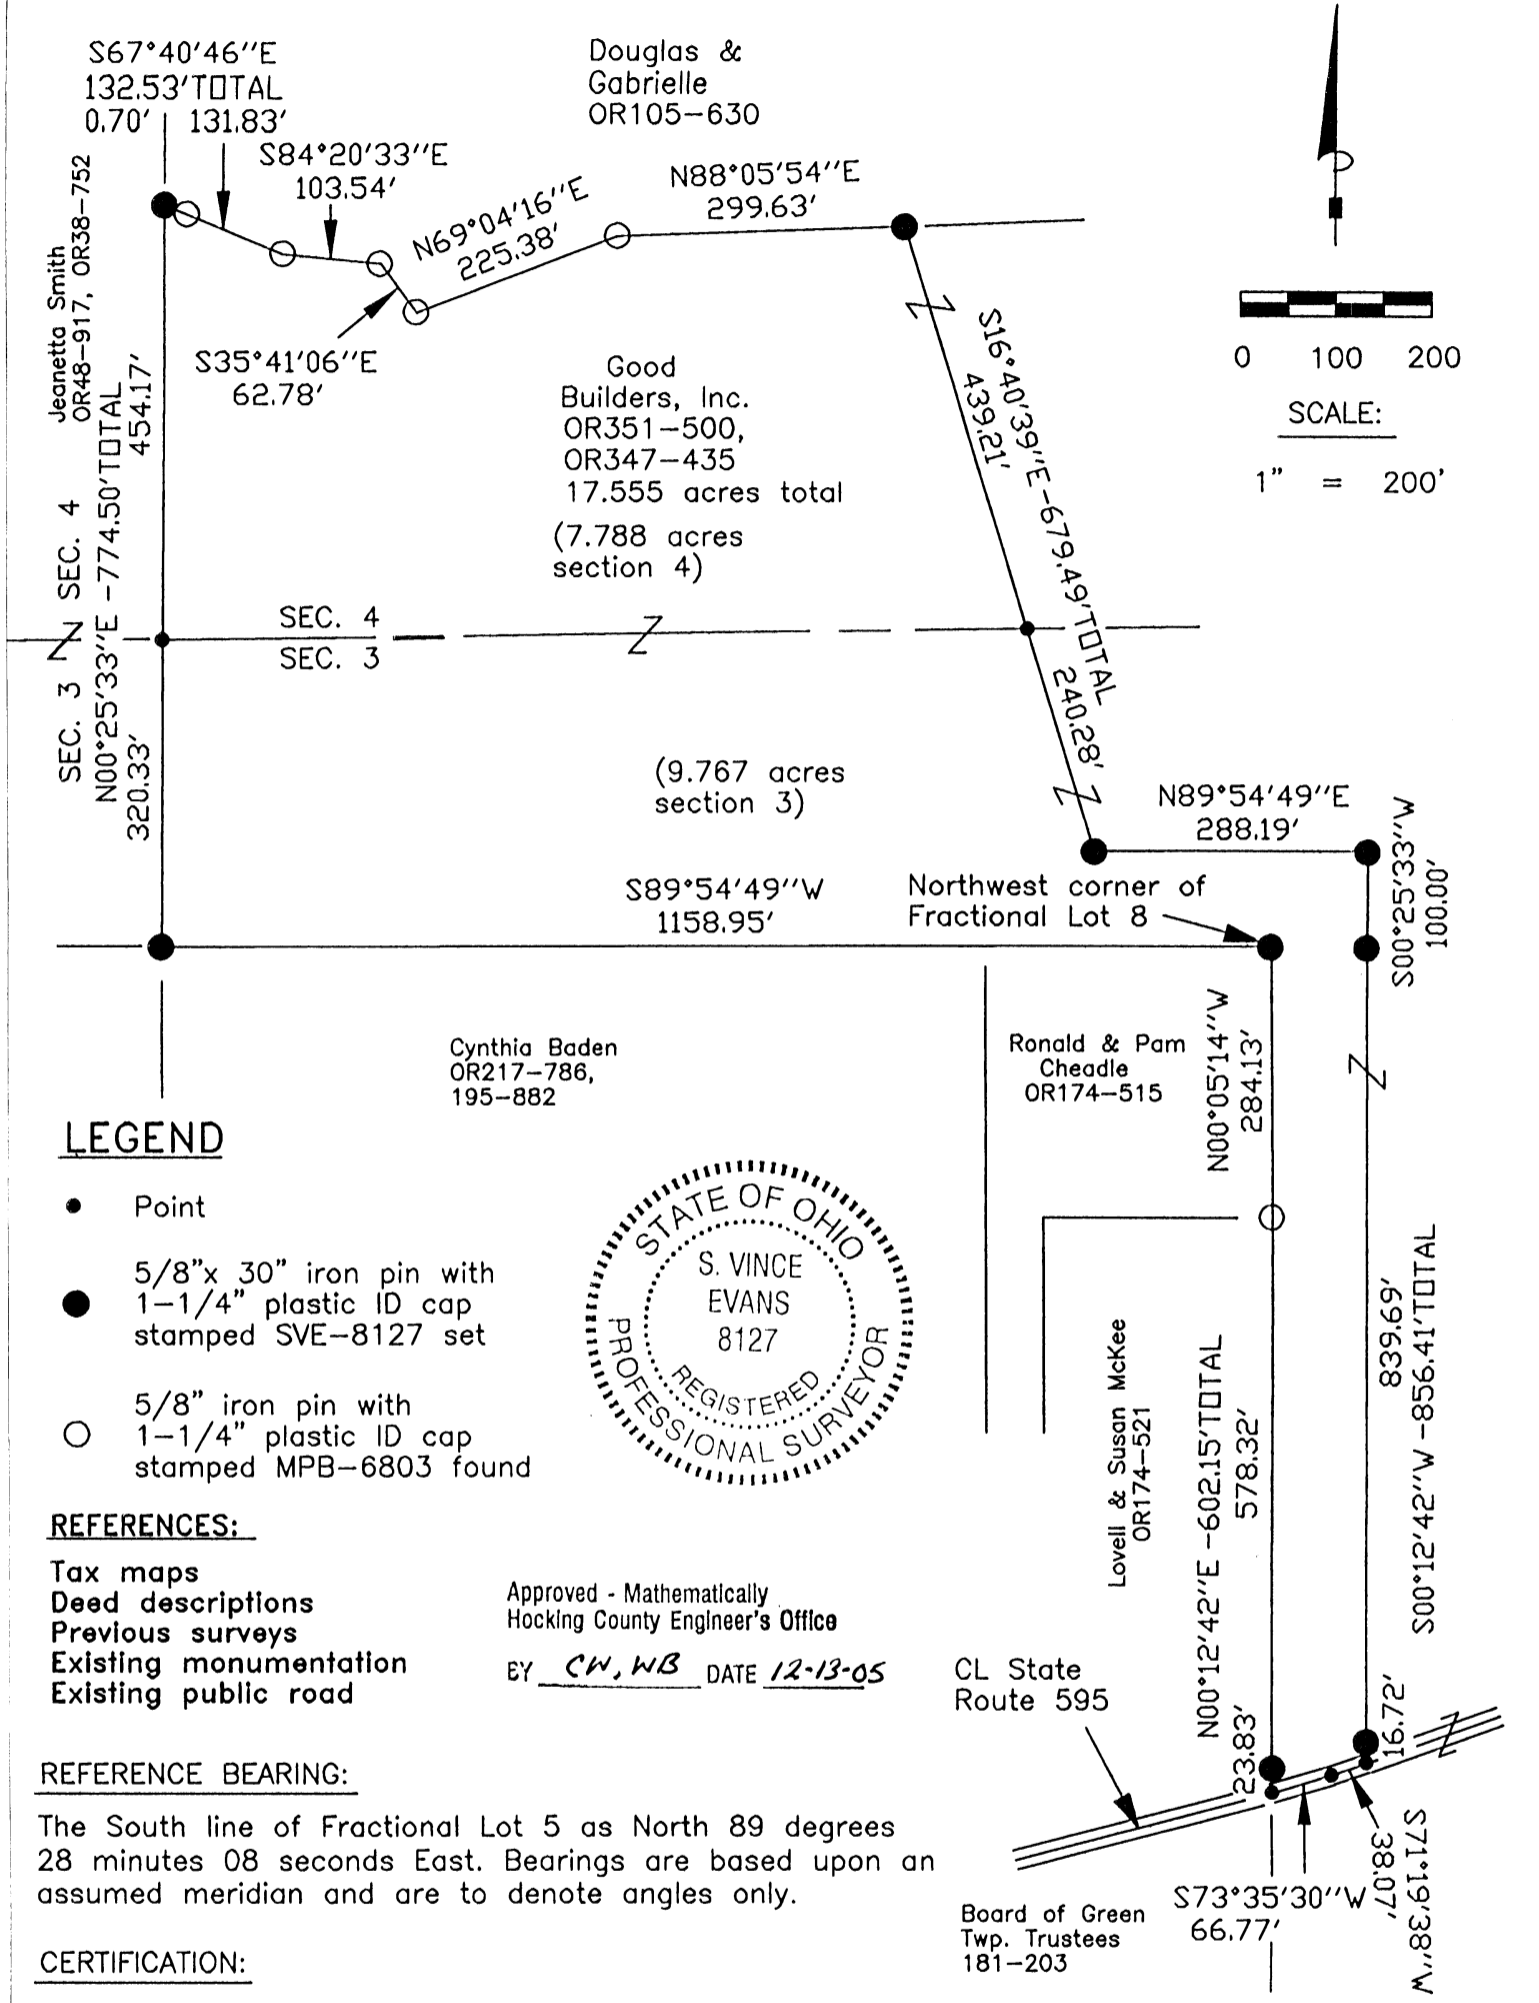 S67°40'46"E
132.53'TOTAL
0.70' 131.83'
S84°20'33"E
103.54'
N69°04'16"E
225.38'
Douglas &
Gabrielle
OR105-630
N88°05'54"E
299.63'
Jeanetta Smith
OR48-917, OR38-752
S35°41'06"E
62.78'
Good
Builders, Inc.
OR351-500,
OR347-435
17.555 acres total
(7.788 acres
section 4)
S16°40'39"E-679.49'TOTAL
439.21'
240.28'
0 100 200
SCALE:
1" = 200'
SEC. 3 SEC. 4
N00°25'33"E -774.50'TOTAL
454.17'
320.33'
SEC. 4
SEC. 3
(9.767 acres
section 3)
N89°54'49"E
288.19'
S00°25'33"W
100.00'
S89°54'49"W
1158.95'
Northwest corner of
Fractional Lot 8
Cynthia Baden
OR217-786,
195-882
Ronald & Pam
Cheadle
OR174-515
N00°05'14"W
284.13'
LEGEND
Point
5/8"x 30" iron pin with
1-1/4" plastic ID cap
stamped SVE-8127 set
5/8" iron pin with
1-1/4" plastic ID cap
stamped MPB-6803 found
STATE OF OHIO
S. VINCE
EVANS
8127
REGISTERED
PROFESSIONAL SURVEYOR
Lovell & Susan McKee
OR174-521
N00°12'42"E -602.15'TOTAL
578.32'
23.83'
839.69'
S00°12'42"W -856.41'TOTAL
16.72'
REFERENCES:
Tax maps
Deed descriptions
Previous surveys
Existing monumentation
Existing public road
Approved - Mathematically
Hocking County Engineer's Office
BY CW, WB DATE 12-13-05
CL State
Route 595
REFERENCE BEARING:
The South line of Fractional Lot 5 as North 89 degrees
28 minutes 08 seconds East. Bearings are based upon an
assumed meridian and are to denote angles only.
Board of Green
Twp. Trustees
181-203
S73°35'30"W
66.77'
S71°19'38"W
38.07'
CERTIFICATION: